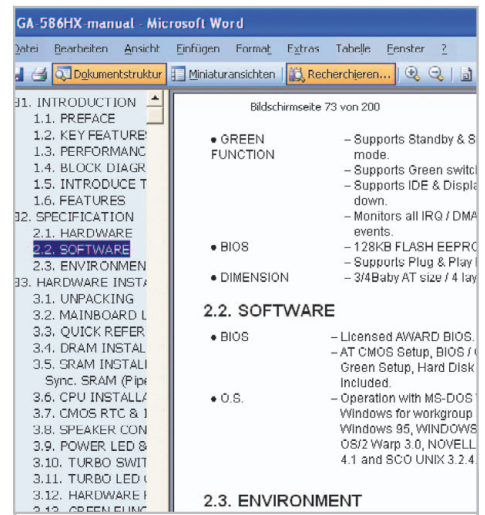 GA-586HX-manual - Microsoft Word
Datei Bearbeiten Ansicht Einfügen Format Extras Tabelle Fenster ?
Dokumentstruktur Miniaturansichten Recherchieren...
1. INTRODUCTION
1.1. PREFACE
1.2. KEY FEATURE
1.3. PERFORMANC
1.4. BLOCK DIAGR
1.5. INTRODUCE T
1.6. FEATURES
2. SPECIFICATION
2.1. HARDWARE
2.2. SOFTWARE
2.3. ENVIRONMEN
3. HARDWARE INSTA
3.1. UNPACKING
3.2. MAINBOARD L
3.3. QUICK REFER
3.4. DRAM INSTAL
3.5. SRAM INSTALI
Sync. SRAM (Pipe
3.6. CPU INSTALLA
3.7. CMOS RTC & I
3.8. SPEAKER CON
3.9. POWER LED &
3.10. TURBO SWIT
3.11. TURBO LED
3.12. HARDWARE
3.13. GREEN FUNC
Bildschirmseite 73 von 200
• GREEN FUNCTION
– Supports Standby & S
mode.
– Supports Green switc
– Supports IDE & Displa
down.
– Monitors all IRQ / DMA
events.
• BIOS – 128KB FLASH EEPRO
– Supports Plug & Play
• DIMENSION – 3/4Baby AT size / 4 lay
2.2. SOFTWARE
• BIOS – Licensed AWARD BIOS.
– AT CMOS Setup, BIOS /
Green Setup, Hard Disk
included.
• O.S. – Operation with MS-DOS
Windows for workgroup
Windows 95, WINDOWS
OS/2 Warp 3.0, NOVELL
4.1 and SCO UNIX 3.2.4.
2.3. ENVIRONMENT